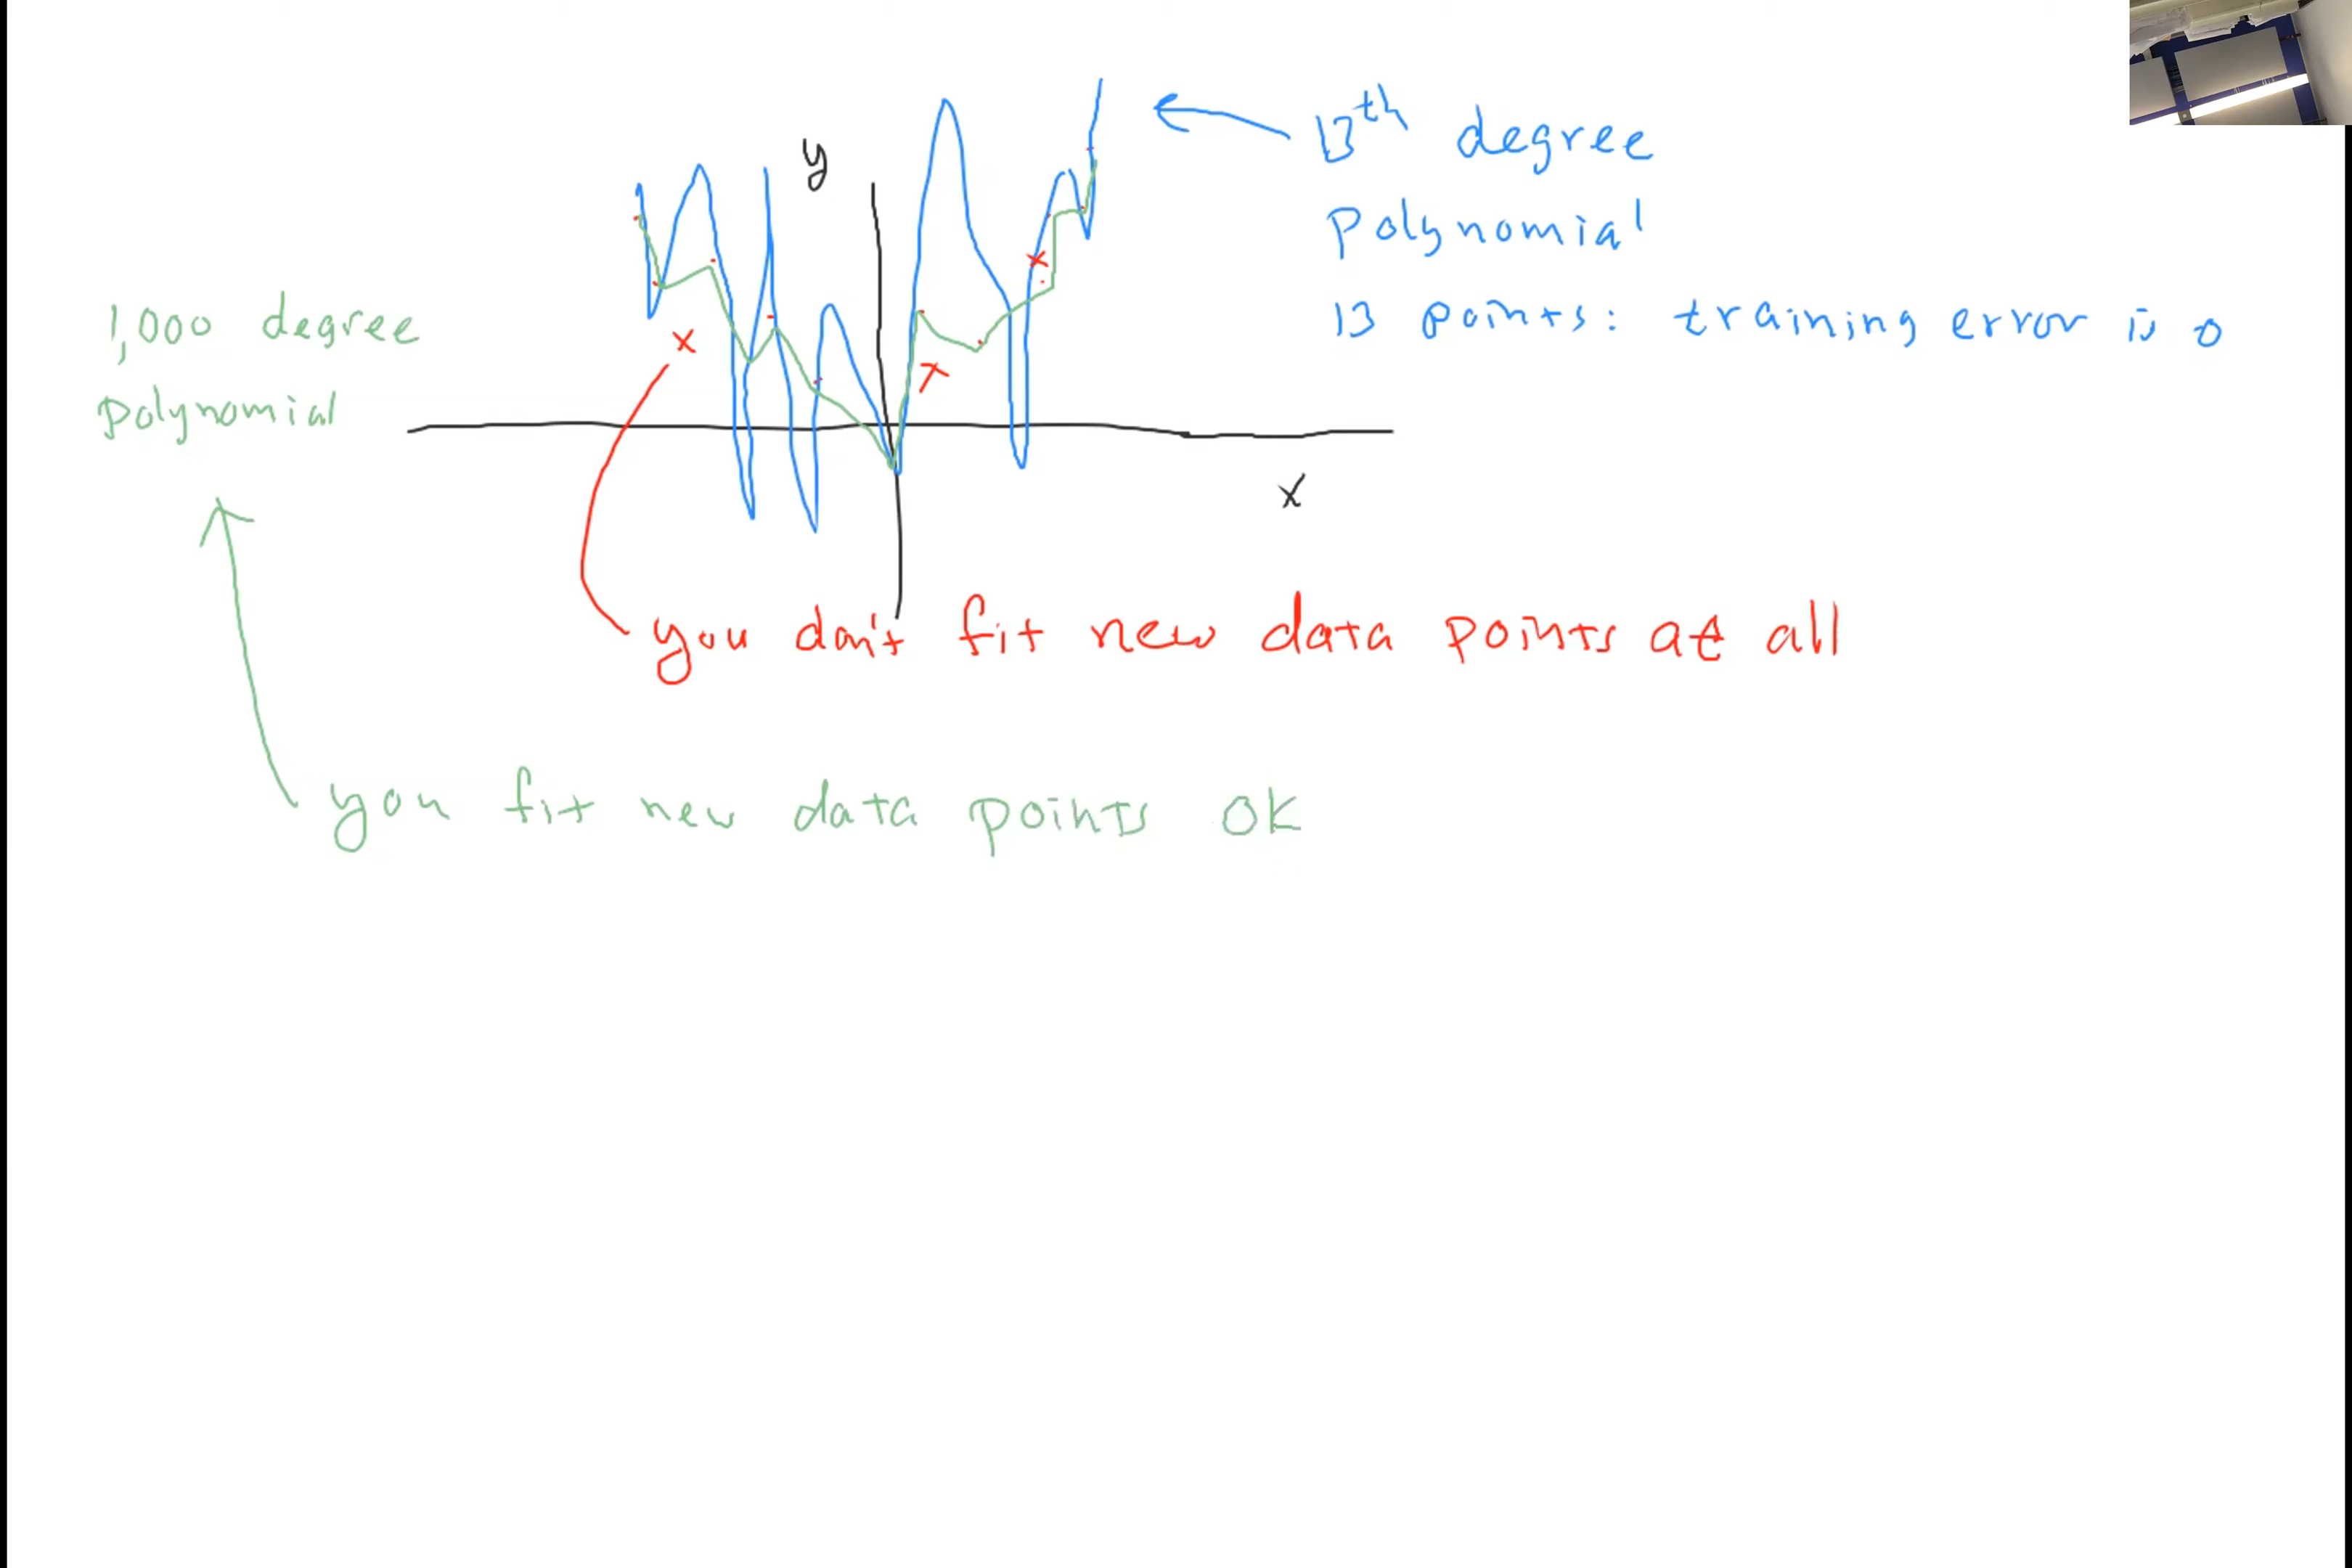 y
13th degree
polynomial
13 points: training error is 0
1,000 degree
polynomial
x
you don't fit new data points at all
you fit new data points OK